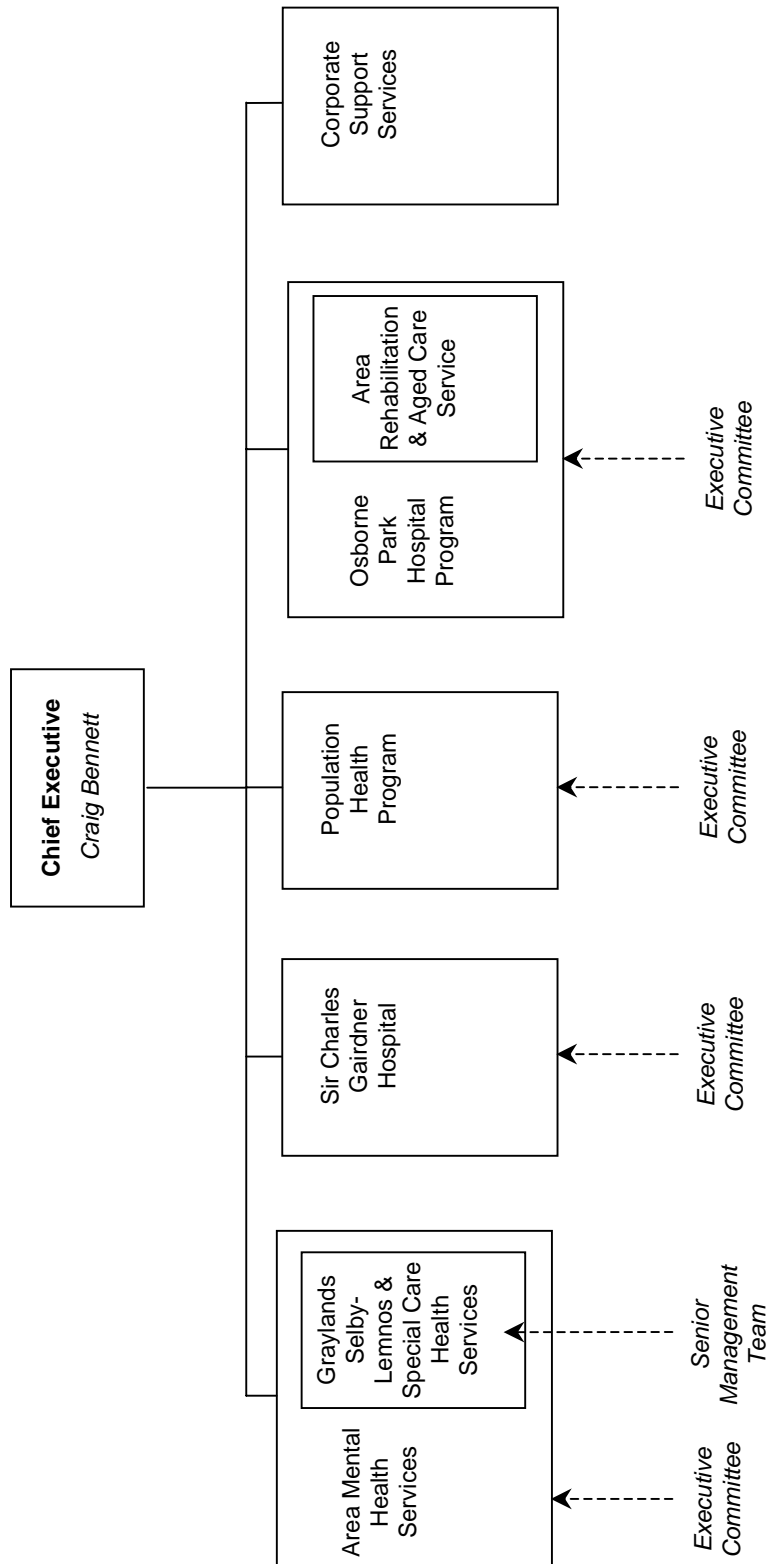 Chief Executive
Craig Bennett
Area Mental
Health
Services
Graylands
Selby-
Lemnos &
Special Care
Health
Services
Sir Charles
Gairdner
Hospital
Population
Health
Program
Osborne
Park
Hospital
Program
Area
Rehabilitation
& Aged Care
Service
Corporate
Support
Services
Executive
Committee
Senior
Management
Team
Executive
Committee
Executive
Committee
Executive
Committee